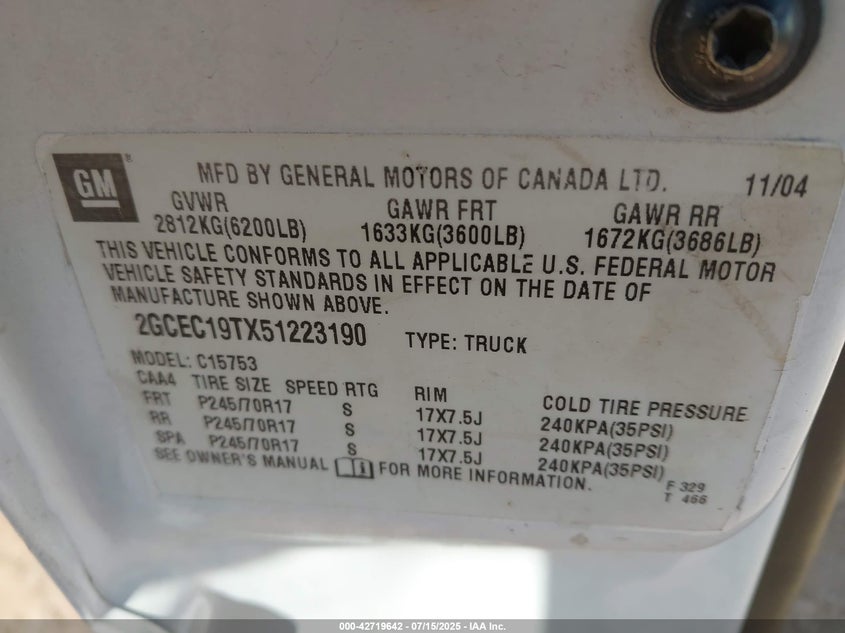 GM
MFD BY GENERAL MOTORS OF CANADA LTD. 11/04
GVWR GAWR FRT GAWR RR
2812KG(6200LB) 1633KG(3600LB) 1672KG(3686LB)
THIS VEHICLE CONFORMS TO ALL APPLICABLE U.S. FEDERAL MOTOR
VEHICLE SAFETY STANDARDS IN EFFECT ON THE DATE OF
MANUFACTURE SHOWN ABOVE.
2GCEC19TX51223190 TYPE: TRUCK
MODEL: C15753
CAA4 TIRE SIZE SPEED RTG RIM COLD TIRE PRESSURE
FRT P245/70R17 S 17X7.5J 240KPA(35PSI)
RR P245/70R17 S 17X7.5J 240KPA(35PSI)
SPA P245/70R17 S 17X7.5J 240KPA(35PSI)
SEE OWNER'S MANUAL FOR MORE INFORMATION.
F 329
T 466
000-42719642 - 07/15/2025 - IAA Inc.